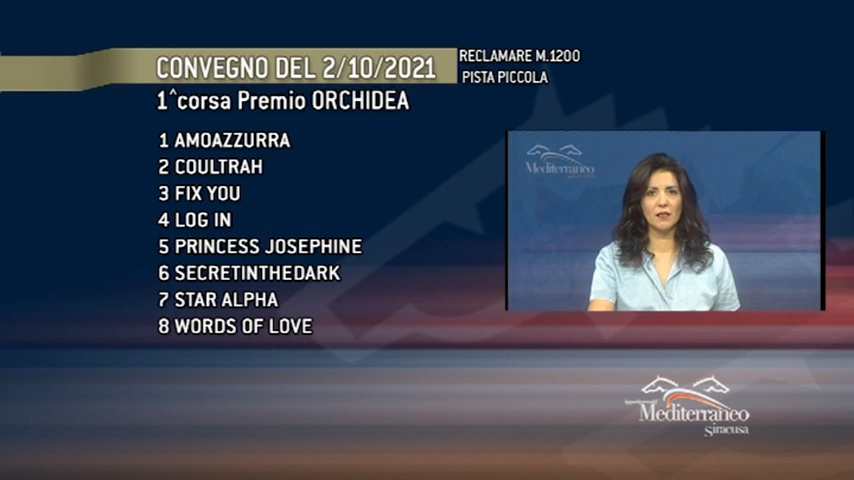 CONVEGNO DEL 2/10/2021
RECLAMARE M.1200
PISTA PICCOLA
1^corsa Premio ORCHIDEA
1 AMOAZZURRA
2 COULTRAH
3 FIX YOU
4 LOG IN
5 PRINCESS JOSEPHINE
6 SECRETINTHEDARK
7 STAR ALPHA
8 WORDS OF LOVE
Mediterraneo
Mediterraneo
Siracusa